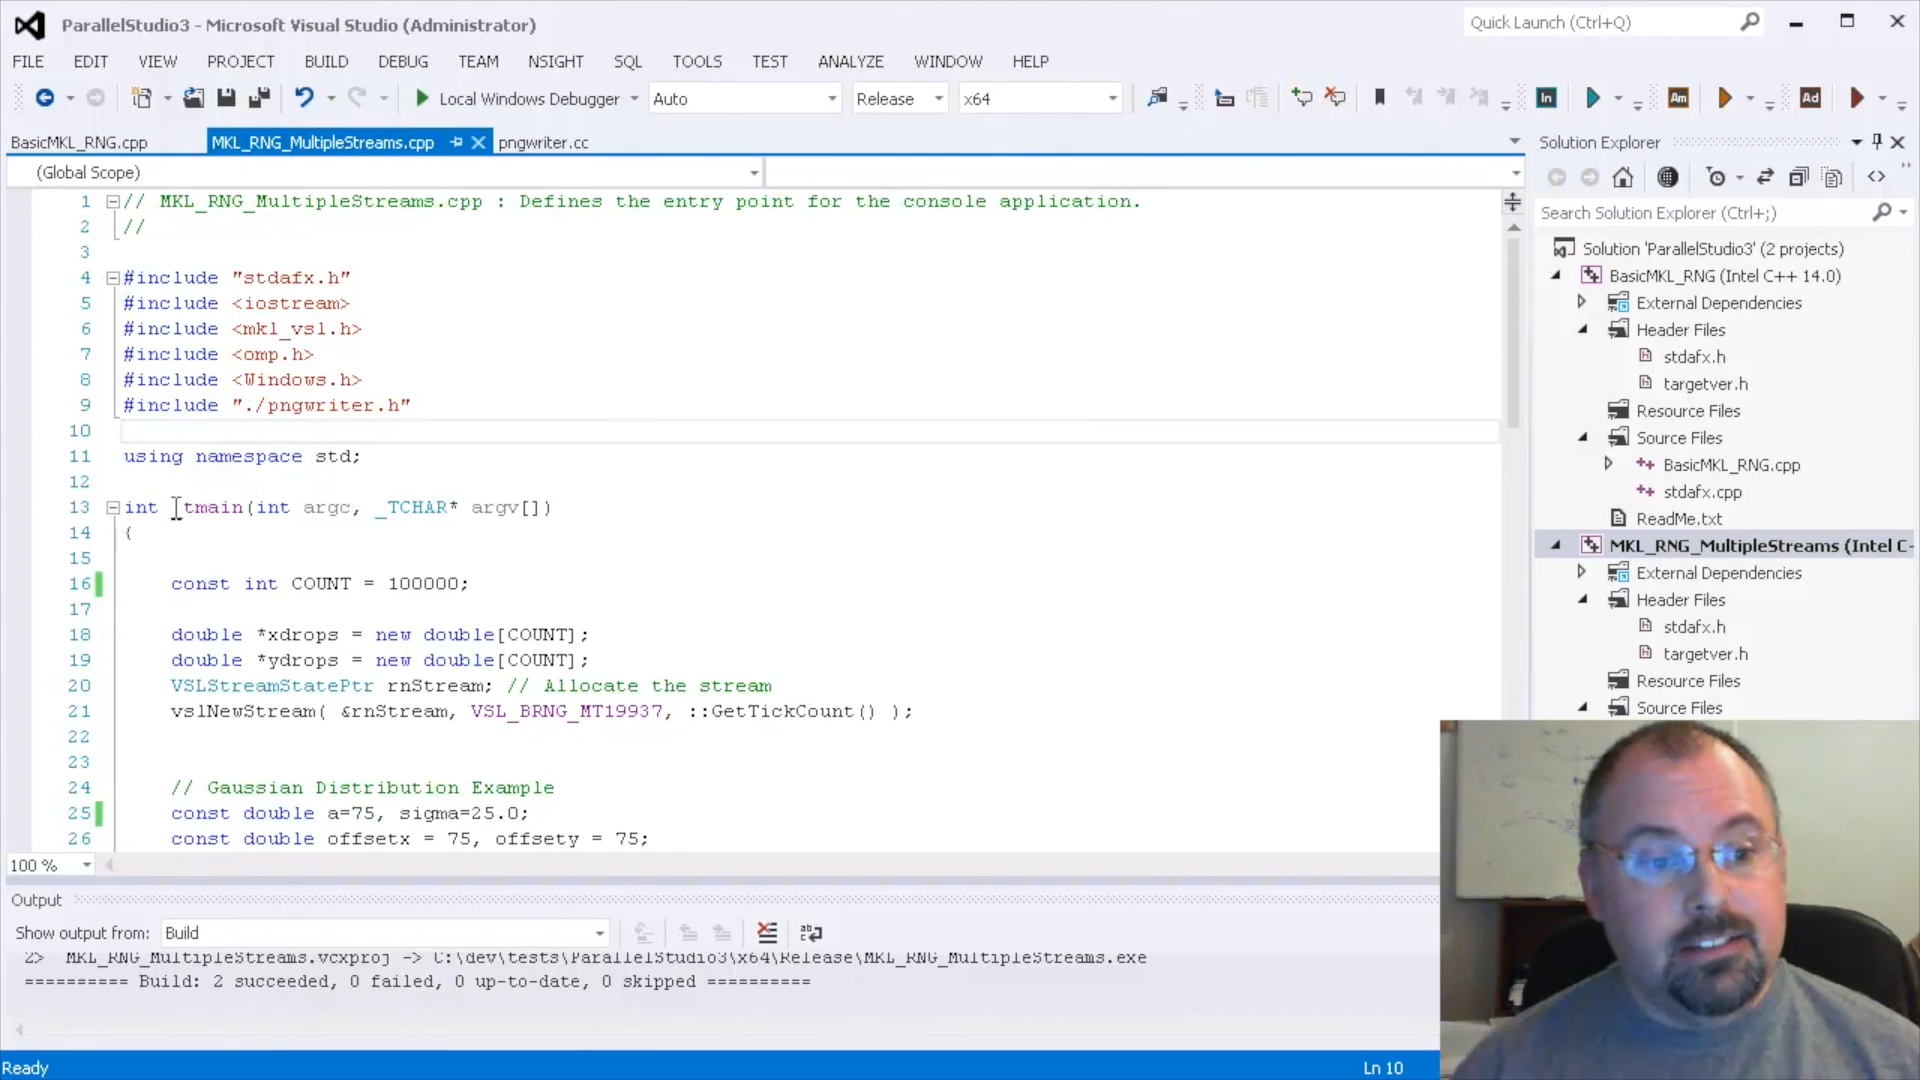 ParallelStudio3 - Microsoft Visual Studio (Administrator)
Quick Launch (Ctrl+Q)
FILE EDIT VIEW PROJECT BUILD DEBUG TEAM NSIGHT SQL TOOLS TEST ANALYZE WINDOW HELP
Local Windows Debugger Auto Release x64 In Am Ad
BasicMKL_RNG.cpp MKL_RNG_MultipleStreams.cpp pngwriter.cc
(Global Scope)
1 // MKL_RNG_MultipleStreams.cpp : Defines the entry point for the console application.
2 //
3
4 #include "stdafx.h"
5 #include <iostream>
6 #include <mkl_vsl.h>
7 #include <omp.h>
8 #include <Windows.h>
9 #include "./pngwriter.h"
10
11 using namespace std;
12
13 int _tmain(int argc, _TCHAR* argv[])
14 {
15
16 const int COUNT = 100000;
17
18 double *xdrops = new double[COUNT];
19 double *ydrops = new double[COUNT];
20 VSLStreamStatePtr rnStream; // Allocate the stream
21 vslNewStream( &rnStream, VSL_BRNG_MT19937, ::GetTickCount() );
22
23
24 // Gaussian Distribution Example
25 const double a=75, sigma=25.0;
26 const double offsetx = 75, offsety = 75;
100 %
Output
Show output from: Build
2> MKL_RNG_MultipleStreams.vcxproj -> C:\dev\tests\ParallelStudio3\x64\Release\MKL_RNG_MultipleStreams.exe
========== Build: 2 succeeded, 0 failed, 0 up-to-date, 0 skipped ==========
Ready
Ln 10
Solution Explorer
Search Solution Explorer (Ctrl+;)
Solution 'ParallelStudio3' (2 projects)
BasicMKL_RNG (Intel C++ 14.0)
External Dependencies
Header Files
stdafx.h
targetver.h
Resource Files
Source Files
BasicMKL_RNG.cpp
stdafx.cpp
ReadMe.txt
MKL_RNG_MultipleStreams (Intel C-
External Dependencies
Header Files
stdafx.h
targetver.h
Resource Files
Source Files